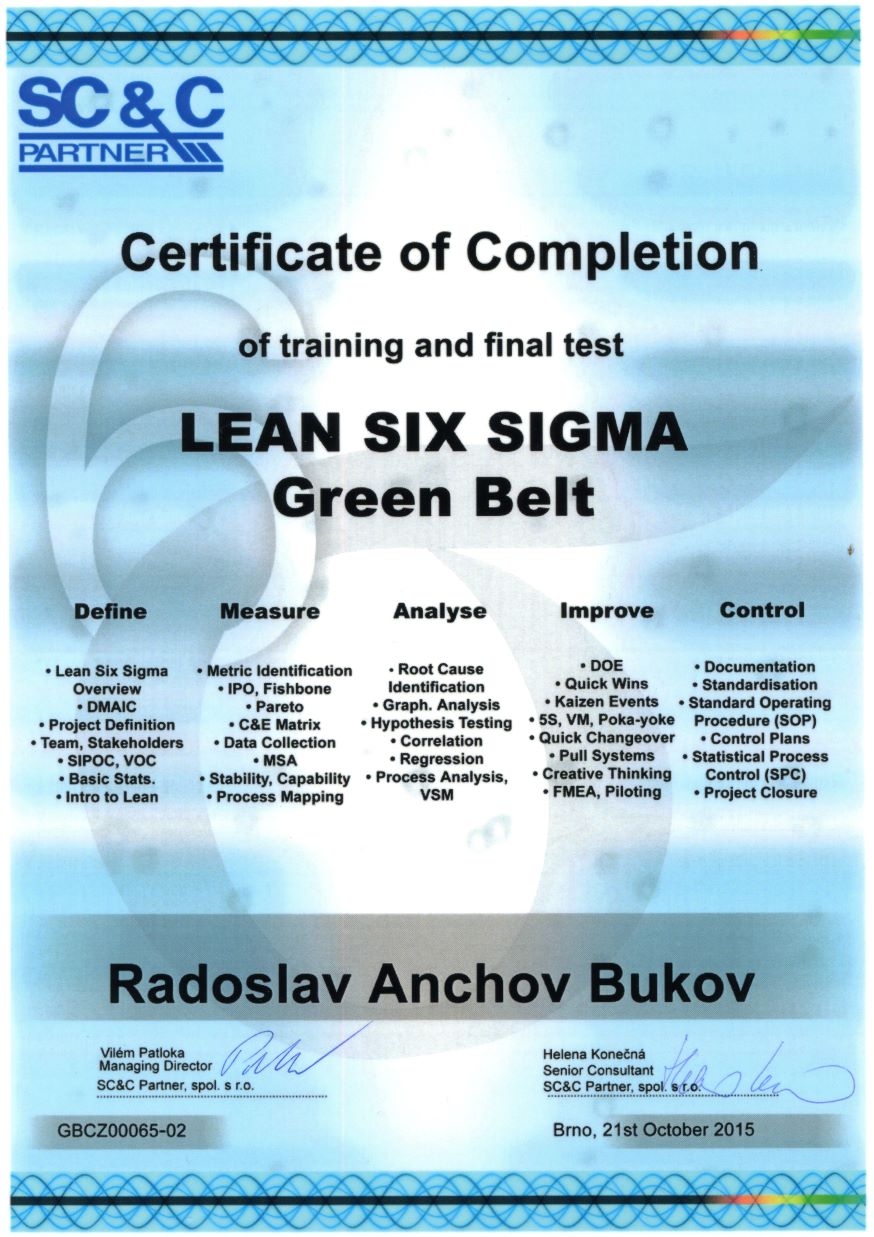 SC & C
PARTNER
Certificate of Completion
of training and final test
LEAN SIX SIGMA
Green Belt
Define
• Lean Six Sigma
Overview
• DMAIC
• Project Definition
• Team, Stakeholders
• SIPOC, VOC
• Basic Stats.
• Intro to Lean
Measure
• Metric Identification
• IPO, Fishbone
• Pareto
• C&E Matrix
• Data Collection
• MSA
• Stability, Capability
• Process Mapping
Analyse
• Root Cause
Identification
• Graph. Analysis
• Hypothesis Testing
• Correlation
• Regression
• Process Analysis,
VSM
Improve
• DOE
• Quick Wins
• Kaizen Events
• 5S, VM, Poka-yoke
• Quick Changeover
• Pull Systems
• Creative Thinking
• FMEA, Piloting
Control
• Documentation
• Standardisation
• Standard Operating
Procedure (SOP)
• Control Plans
• Statistical Process
Control (SPC)
• Project Closure
Radoslav Anchov Bukov
Vilém Patloka
Managing Director
SC&C Partner, spol. s r.o.
Helena Konečná
Senior Consultant
SC&C Partner, spol. s r.o.
GBCZ00065-02
Brno, 21st October 2015